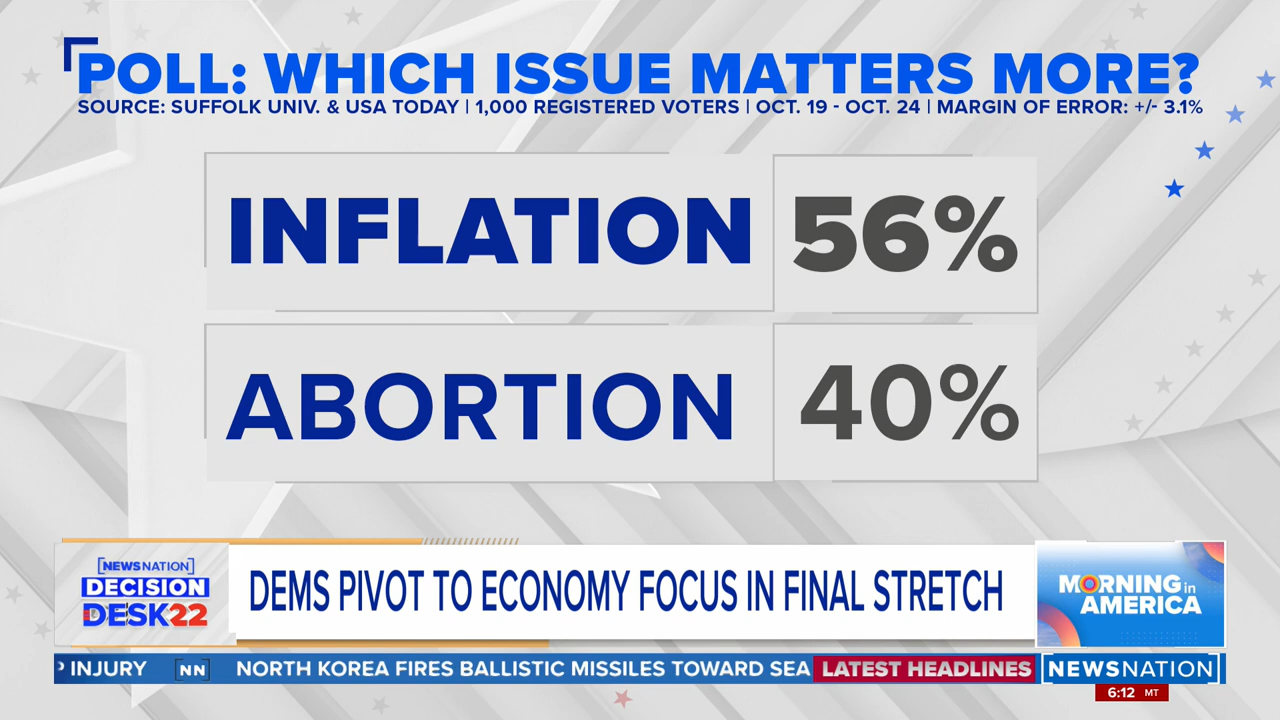 POLL: WHICH ISSUE MATTERS MORE?
SOURCE: SUFFOLK UNIV. & USA TODAY | 1,000 REGISTERED VOTERS | OCT. 19 - OCT. 24 | MARGIN OF ERROR: +/- 3.1%
INFLATION 56%
ABORTION 40%
[NEWSNATION]
DECISION
DESK22
DEMS PIVOT TO ECONOMY FOCUS IN FINAL STRETCH
MORNING in
AMERICA
INJURY [NN] NORTH KOREA FIRES BALLISTIC MISSILES TOWARD SEA LATEST HEADLINES [NEWSNATION]
6:12 MT